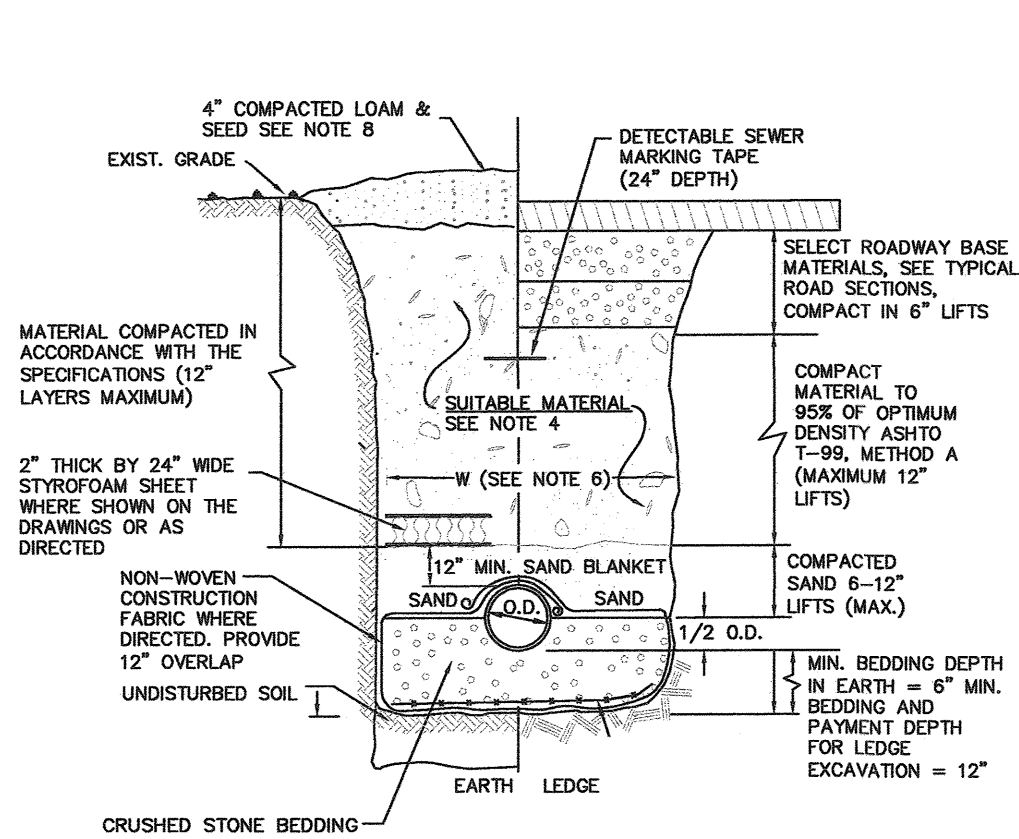 4" COMPACTED LOAM &
SEED SEE NOTE 8
EXIST. GRADE
DETECTABLE SEWER
MARKING TAPE
(24" DEPTH)
SELECT ROADWAY BASE
MATERIALS, SEE TYPICAL
ROAD SECTIONS,
COMPACT IN 6" LIFTS
MATERIAL COMPACTED IN
ACCORDANCE WITH THE
SPECIFICATIONS (12"
LAYERS MAXIMUM)
COMPACT
MATERIAL TO
95% OF OPTIMUM
DENSITY ASHTO
T-99, METHOD A
(MAXIMUM 12"
LIFTS)
SUITABLE MATERIAL
SEE NOTE 4
W (SEE NOTE 6)
2" THICK BY 24" WIDE
STYROFOAM SHEET
WHERE SHOWN ON THE
DRAWINGS OR AS
DIRECTED
12" MIN. SAND BLANKET
COMPACTED
SAND 6-12"
LIFTS (MAX.)
SAND
O.D.
SAND
NON-WOVEN
CONSTRUCTION
FABRIC WHERE
DIRECTED. PROVIDE
12" OVERLAP
1/2 O.D.
UNDISTURBED SOIL
MIN. BEDDING DEPTH
IN EARTH = 6" MIN.
BEDDING AND
PAYMENT DEPTH
FOR LEDGE
EXCAVATION = 12"
EARTH LEDGE
CRUSHED STONE BEDDING